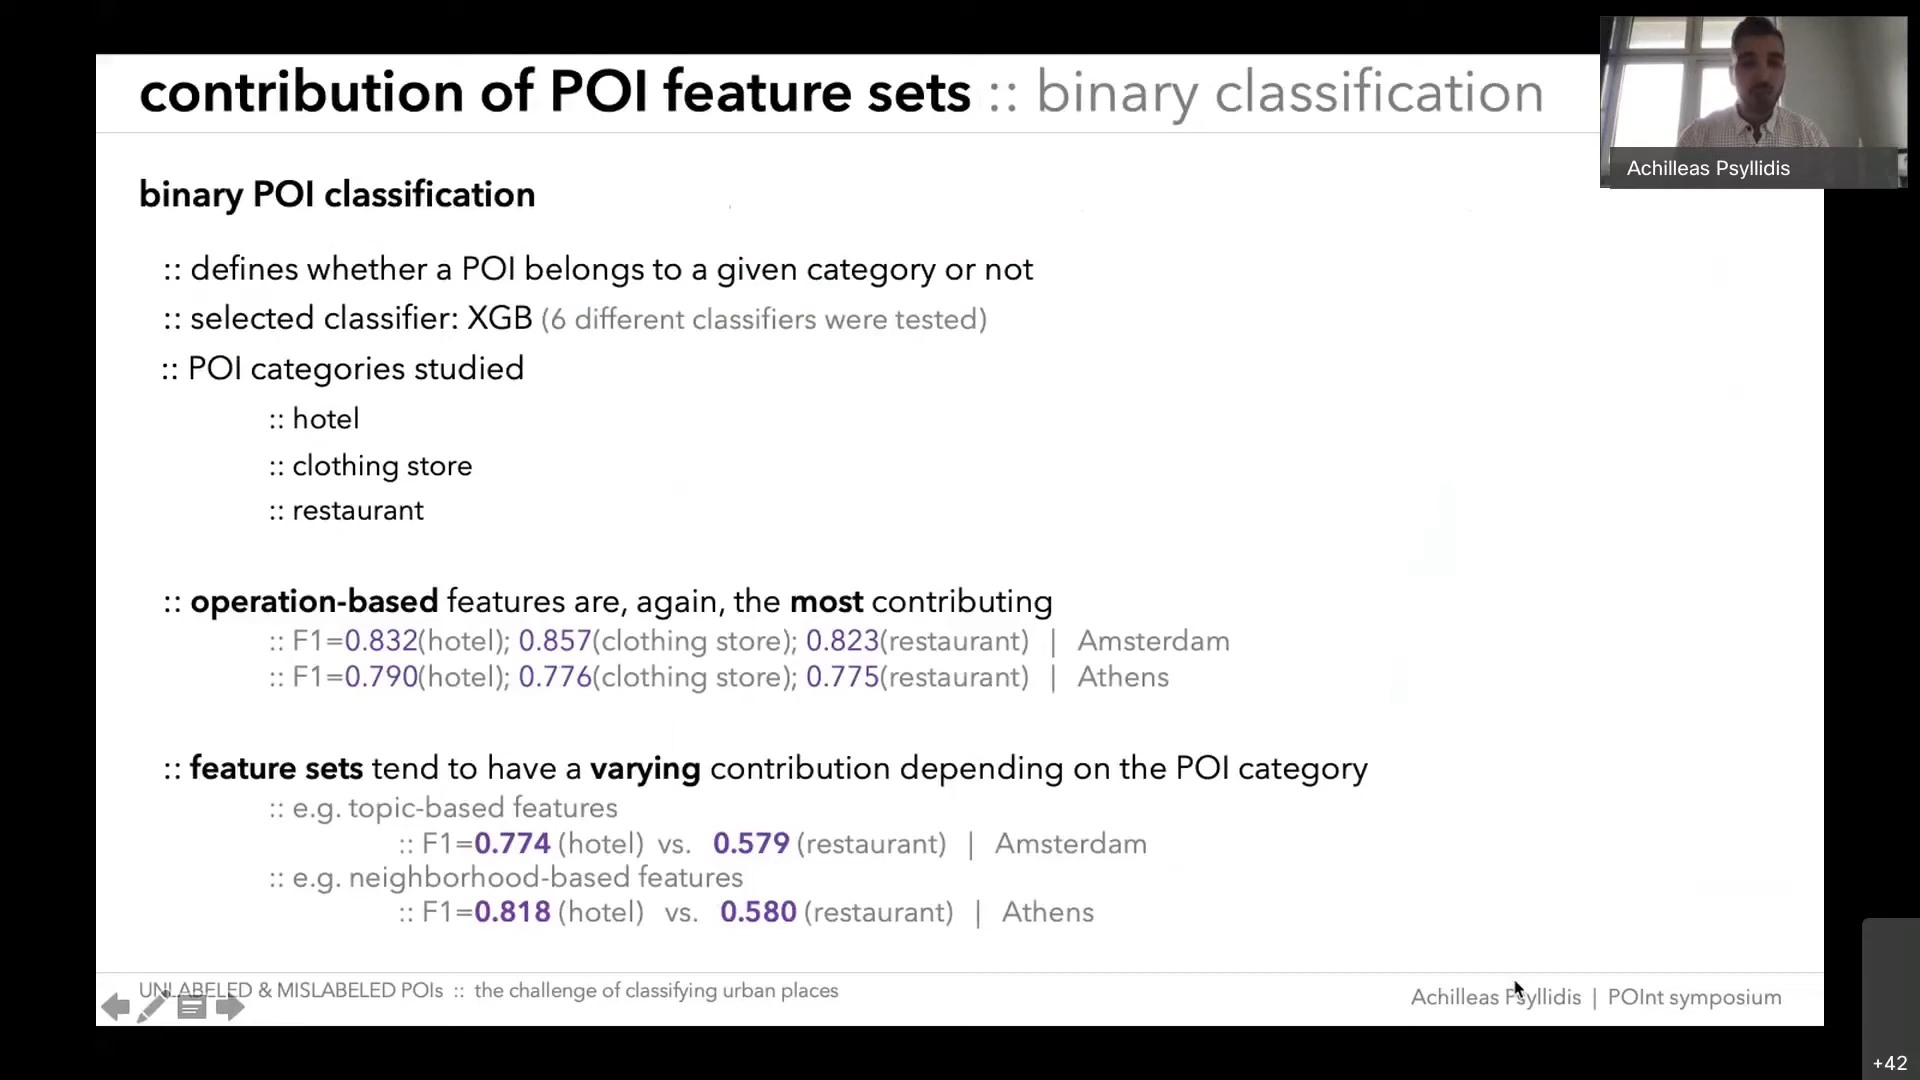 contribution of POI feature sets :: binary classification
Achilleas Psyllidis
binary POI classification
:: defines whether a POI belongs to a given category or not
:: selected classifier: XGB (6 different classifiers were tested)
:: POI categories studied
:: hotel
:: clothing store
:: restaurant
:: operation-based features are, again, the most contributing
:: F1=0.832(hotel); 0.857(clothing store); 0.823(restaurant) | Amsterdam
:: F1=0.790(hotel); 0.776(clothing store); 0.775(restaurant) | Athens
:: feature sets tend to have a varying contribution depending on the POI category
:: e.g. topic-based features
:: F1=0.774 (hotel) vs. 0.579 (restaurant) | Amsterdam
:: e.g. neighborhood-based features
:: F1=0.818 (hotel) vs. 0.580 (restaurant) | Athens
UNLABELED & MISLABELED POIs :: the challenge of classifying urban places
Achilleas Psyllidis | POInt symposium
+42